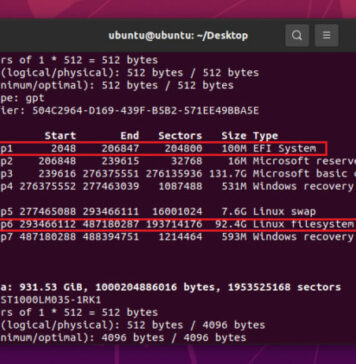 ubuntu@ubuntu: ~/Desktop
rs of 1 * 512 = 512 bytes
(logical/physical): 512 bytes / 512 bytes
nimum/optimal): 512 bytes / 512 bytes
pe: gpt
fier: 504C2964-D169-439F-B5B2-571EE49BBA5E
Start End Sectors Size Type
p1 2048 206847 204800 100M EFI System
p2 206848 239615 32768 16M Microsoft reserve
p3 239616 276375551 276135936 131.7G Microsoft basic d
p4 276375552 277463039 1087488 531M Windows recovery
p5 277465088 293466111 16001024 7.6G Linux swap
p6 293466112 487180287 193714176 92.4G Linux filesystem
p7 487180288 488394751 1214464 593M Windows recovery
a: 931.53 GiB, 1000204886016 bytes, 1953525168 sectors
ST1000LM035-1RK1
rs of 1 * 512 = 512 bytes
(logical/physical): 512 bytes / 4096 bytes
nimum/optimal): 4096 bytes / 4096 bytes